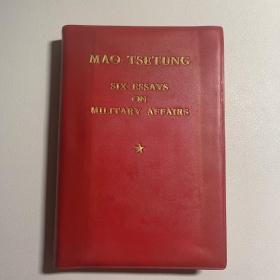 MAO TSETUNG
SIX ESSAYS
ON
MILITARY AFFAIRS